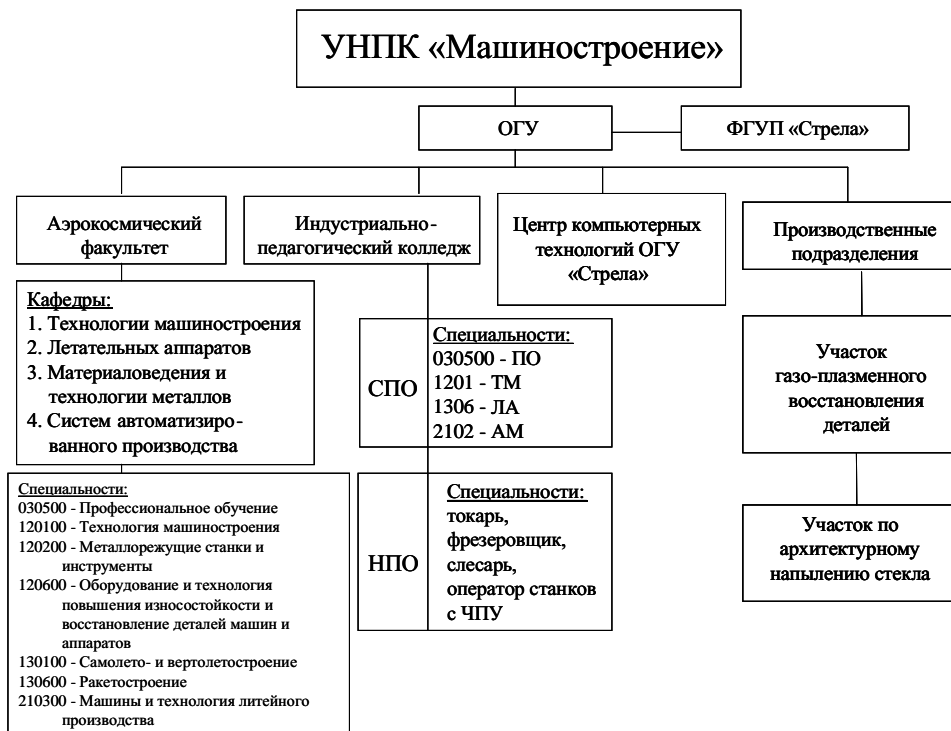 УНПК «Машиностроение»
ОГУ
ФГУП «Стрела»
Аэрокосмический
факультет
Индустриально-
педагогический колледж
Центр компьютерных
технологий ОГУ
«Стрела»
Производственные
подразделения
Кафедры:
1. Технологии машиностроения
2. Летательных аппаратов
3. Материаловедения и
технологии металлов
4. Систем автоматизиро-
ванного производства
Специальности:
030500 - Профессиональное обучение
120100 - Технология машиностроения
120200 - Металлорежущие станки и
инструменты
120600 - Оборудование и технология
повышения износостойкости и
восстановление деталей машин и
аппаратов
130100 - Самолето- и вертолетостроение
130600 - Ракетостроение
210300 - Машины и технология литейного
производства
СПО
Специальности:
030500 - ПО
1201 - ТМ
1306 - ЛА
2102 - АМ
НПО
Специальности:
токарь,
фрезеровщик,
слесарь,
оператор станков
с ЧПУ
Участок
газо-плазменного
восстановления
деталей
Участок по
архитектурному
напылению стекла